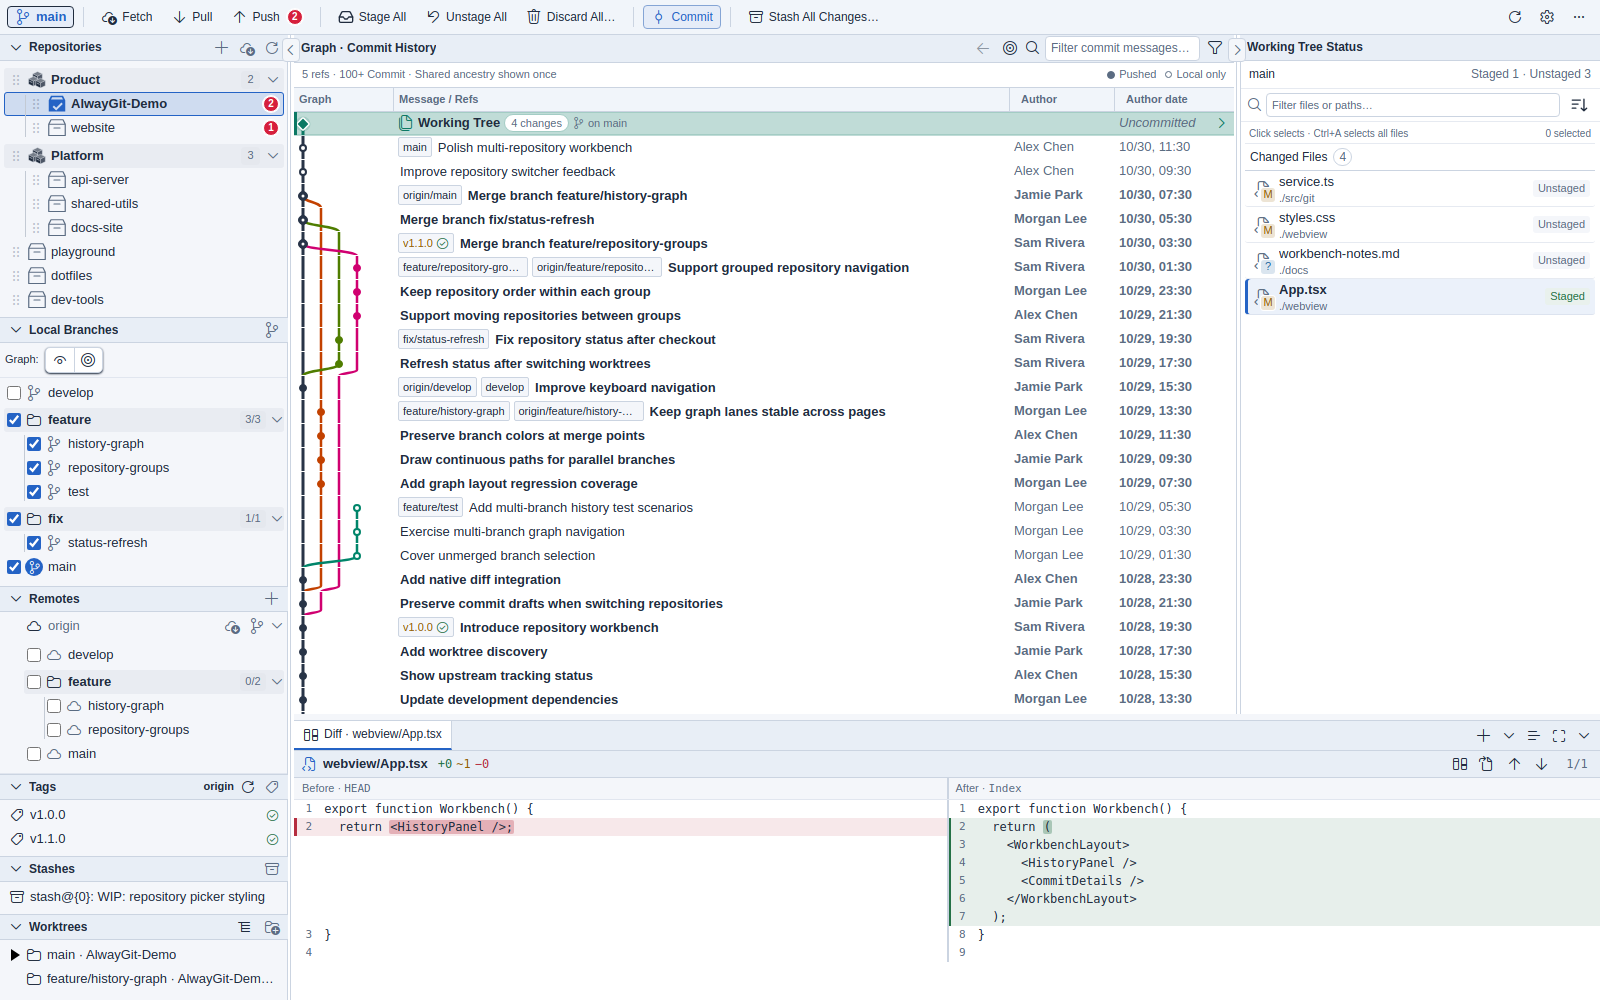 main Fetch Pull Push 2 Stage All Unstage All Discard All… Commit Stash All Changes…
Repositories
Product 2
AlwayGit-Demo 2
website 1
Platform 3
api-server
shared-utils
docs-site
playground
dotfiles
dev-tools
Local Branches
Graph:
develop
feature 3/3
history-graph
repository-groups
test
fix 1/1
status-refresh
main
Remotes
origin
develop
feature 0/2
history-graph
repository-groups
main
Tags origin
v1.0.0
v1.1.0
Stashes
stash@{0}: WIP: repository picker styling
Worktrees
main · AlwayGit-Demo
feature/history-graph · AlwayGit-Dem…
Graph · Commit History Filter commit messages…
5 refs · 100+ Commit · Shared ancestry shown once Pushed Local only
Graph Message / Refs Author Author date
Working Tree 4 changes on main Uncommitted
main Polish multi-repository workbench Alex Chen 10/30, 11:30
Improve repository switcher feedback Alex Chen 10/30, 09:30
origin/main Merge branch feature/history-graph Jamie Park 10/30, 07:30
Merge branch fix/status-refresh Morgan Lee 10/30, 05:30
v1.1.0 Merge branch feature/repository-groups Sam Rivera 10/30, 03:30
feature/repository-gro… origin/feature/reposito… Support grouped repository navigation Sam Rivera 10/30, 01:30
Keep repository order within each group Morgan Lee 10/29, 23:30
Support moving repositories between groups Alex Chen 10/29, 21:30
fix/status-refresh Fix repository status after checkout Sam Rivera 10/29, 19:30
Refresh status after switching worktrees Sam Rivera 10/29, 17:30
origin/develop develop Improve keyboard navigation Jamie Park 10/29, 15:30
feature/history-graph origin/feature/history-… Keep graph lanes stable across pages Morgan Lee 10/29, 13:30
Preserve branch colors at merge points Alex Chen 10/29, 11:30
Draw continuous paths for parallel branches Jamie Park 10/29, 09:30
Add graph layout regression coverage Morgan Lee 10/29, 07:30
feature/test Add multi-branch history test scenarios Morgan Lee 10/29, 05:30
Exercise multi-branch graph navigation Morgan Lee 10/29, 03:30
Cover unmerged branch selection Morgan Lee 10/29, 01:30
Add native diff integration Alex Chen 10/28, 23:30
Preserve commit drafts when switching repositories Jamie Park 10/28, 21:30
v1.0.0 Introduce repository workbench Sam Rivera 10/28, 19:30
Add worktree discovery Jamie Park 10/28, 17:30
Show upstream tracking status Alex Chen 10/28, 15:30
Update development dependencies Morgan Lee 10/28, 13:30
Working Tree Status
main Staged 1 · Unstaged 3
Filter files or paths…
Click selects · Ctrl+A selects all files 0 selected
Changed Files 4
M service.ts Unstaged
./src/git
M styles.css Unstaged
./webview
? workbench-notes.md Unstaged
./docs
M App.tsx Staged
./webview
Diff · webview/App.tsx
webview/App.tsx +0 ~1 −0 1/1
Before · HEAD
1 export function Workbench() {
2 return <HistoryPanel />;
3 }
4
After · Index
1 export function Workbench() {
2 return (
3 <WorkbenchLayout>
4 <HistoryPanel />
5 <CommitDetails />
6 </WorkbenchLayout>
7 );
8 }
9